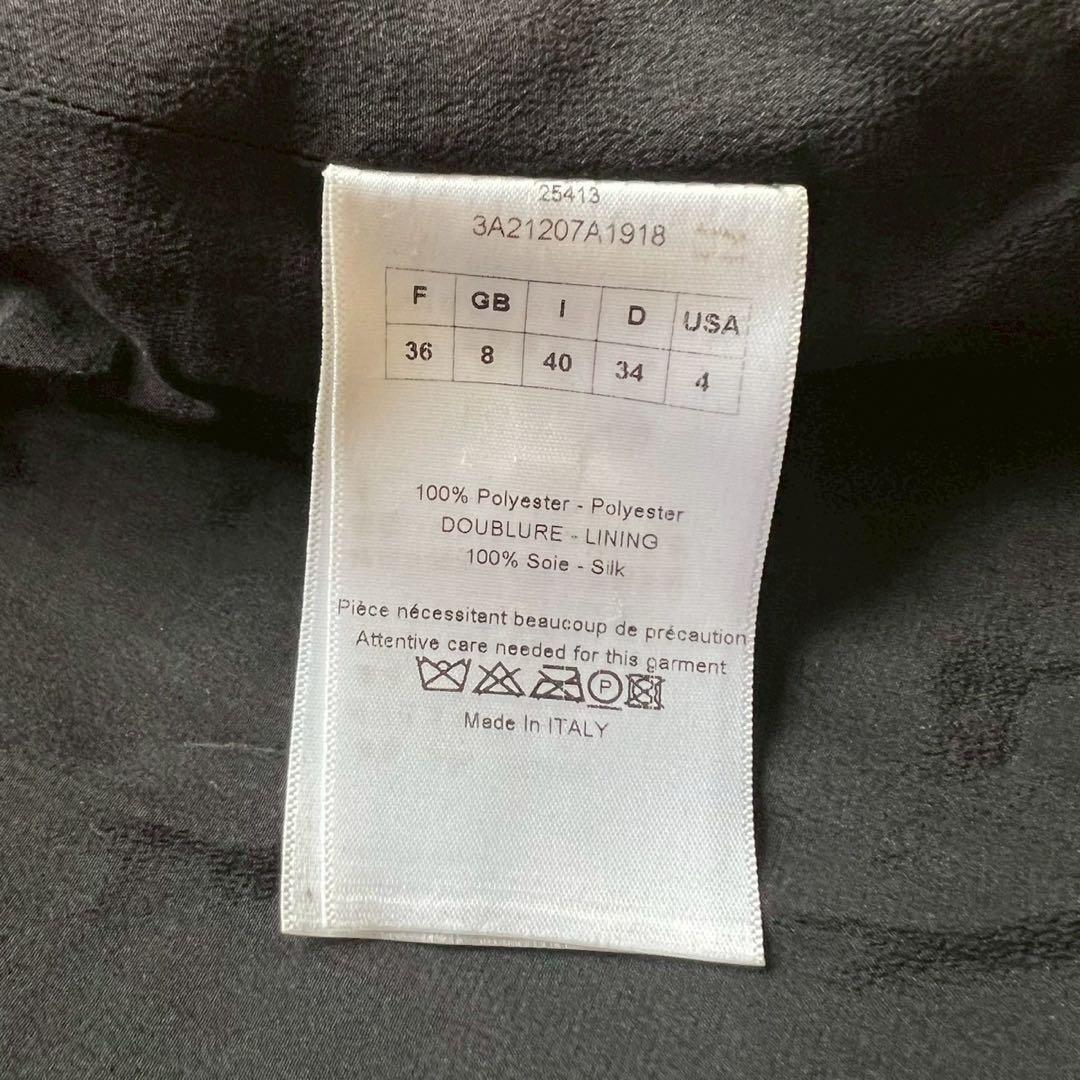 25413
3A21207A1918
F GB I D USA
36 8 40 34 4
100% Polyester - Polyester
DOUBLURE - LINING
100% Soie - Silk
Pièce nécessitant beaucoup de précaution
Attentive care needed for this garment
P
Made In ITALY